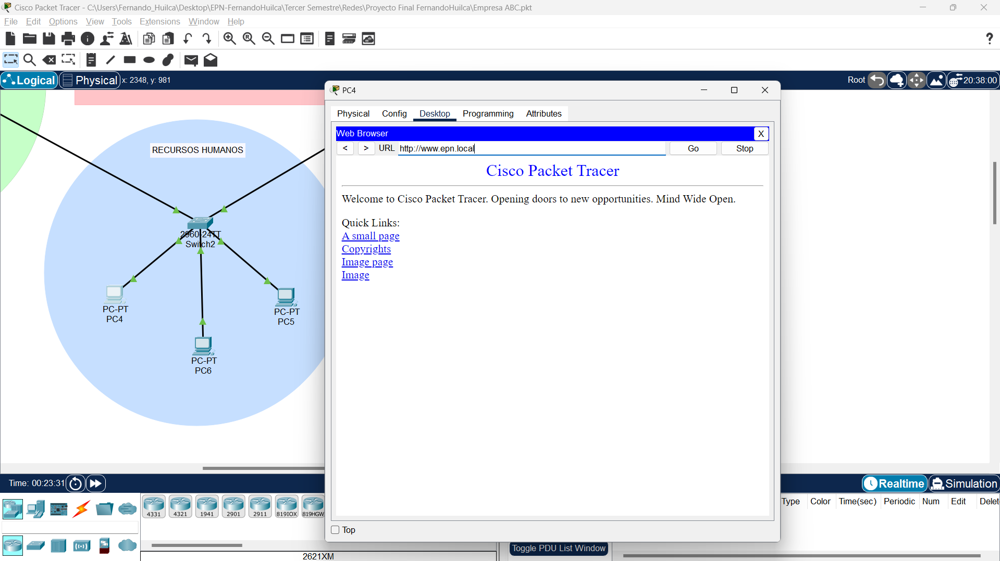 Cisco Packet Tracer - C:\Users\Fernando_Huilca\Desktop\EPN-FernandoHuilca\Tercer Semestre\Redes\Proyecto Final FernandoHuilca\Empresa ABC.pkt
File Edit Options View Tools Extensions Window Help
Logical Physical x: 2348, y: 981 Root 20:38:00
PC4
Physical Config Desktop Programming Attributes
Web Browser X
< > URL http://www.epn.local Go Stop
Cisco Packet Tracer
Welcome to Cisco Packet Tracer. Opening doors to new opportunities. Mind Wide Open.
Quick Links:
A small page
Copyrights
Image page
Image
RECURSOS HUMANOS
2960-24TT
Switch2
PC-PT
PC4
PC-PT
PC5
PC-PT
PC6
Top
Time: 00:23:31 Realtime Simulation
4331 4321 1941 2901 2911 819IOX 819HGW
Type Color Time(sec) Periodic Num Edit Delet
Toggle PDU List Window
2621XM